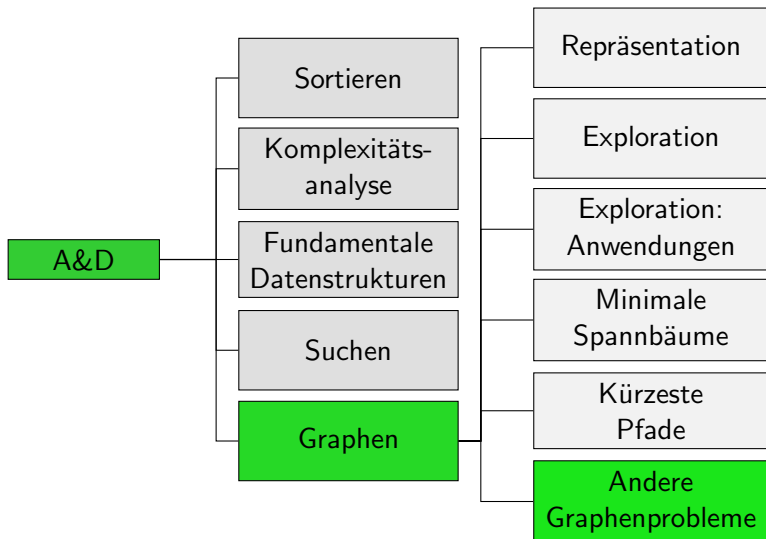 A&D
Sortieren
Komplexitäts-
analyse
Fundamentale
Datenstrukturen
Suchen
Graphen
Repräsentation
Exploration
Exploration:
Anwendungen
Minimale
Spannbäume
Kürzeste
Pfade
Andere
Graphenprobleme